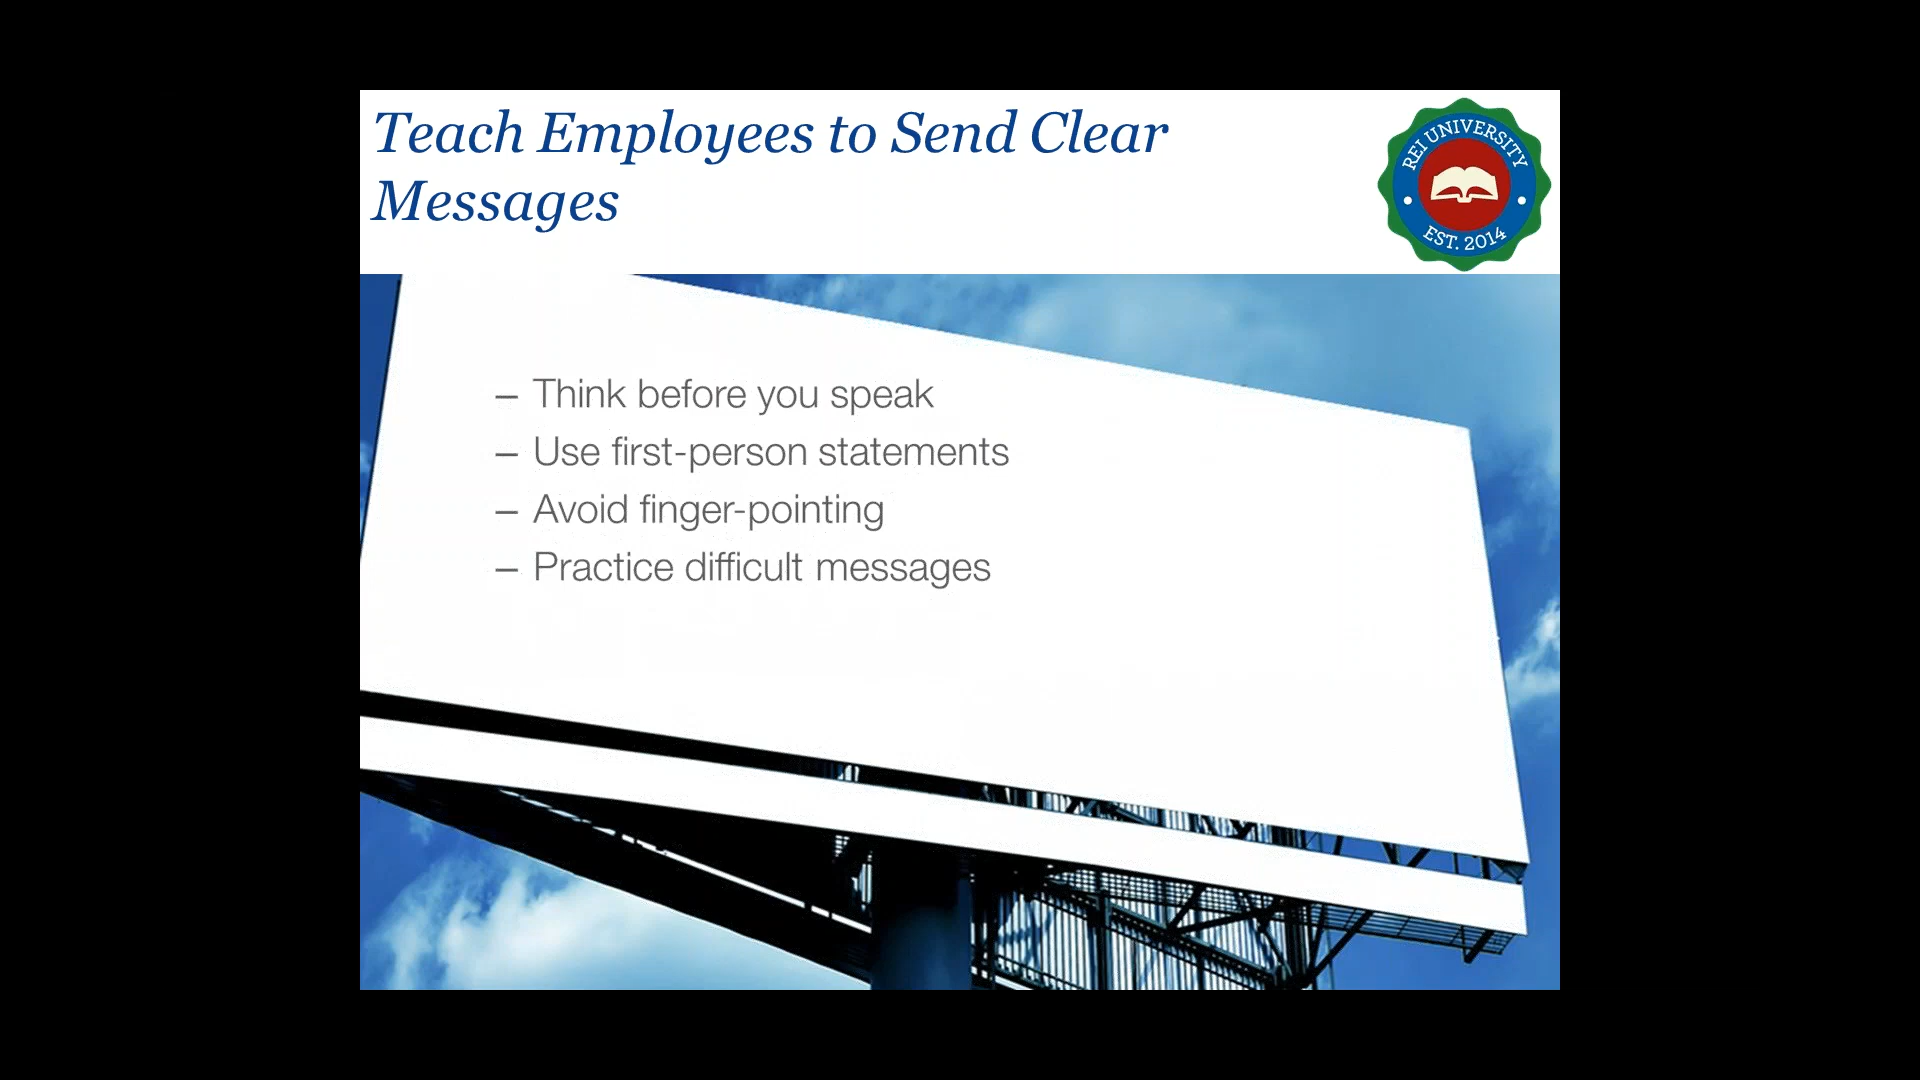 Teach Employees to Send Clear
Messages
REI UNIVERSITY
EST. 2014
– Think before you speak
– Use first-person statements
– Avoid finger-pointing
– Practice difficult messages